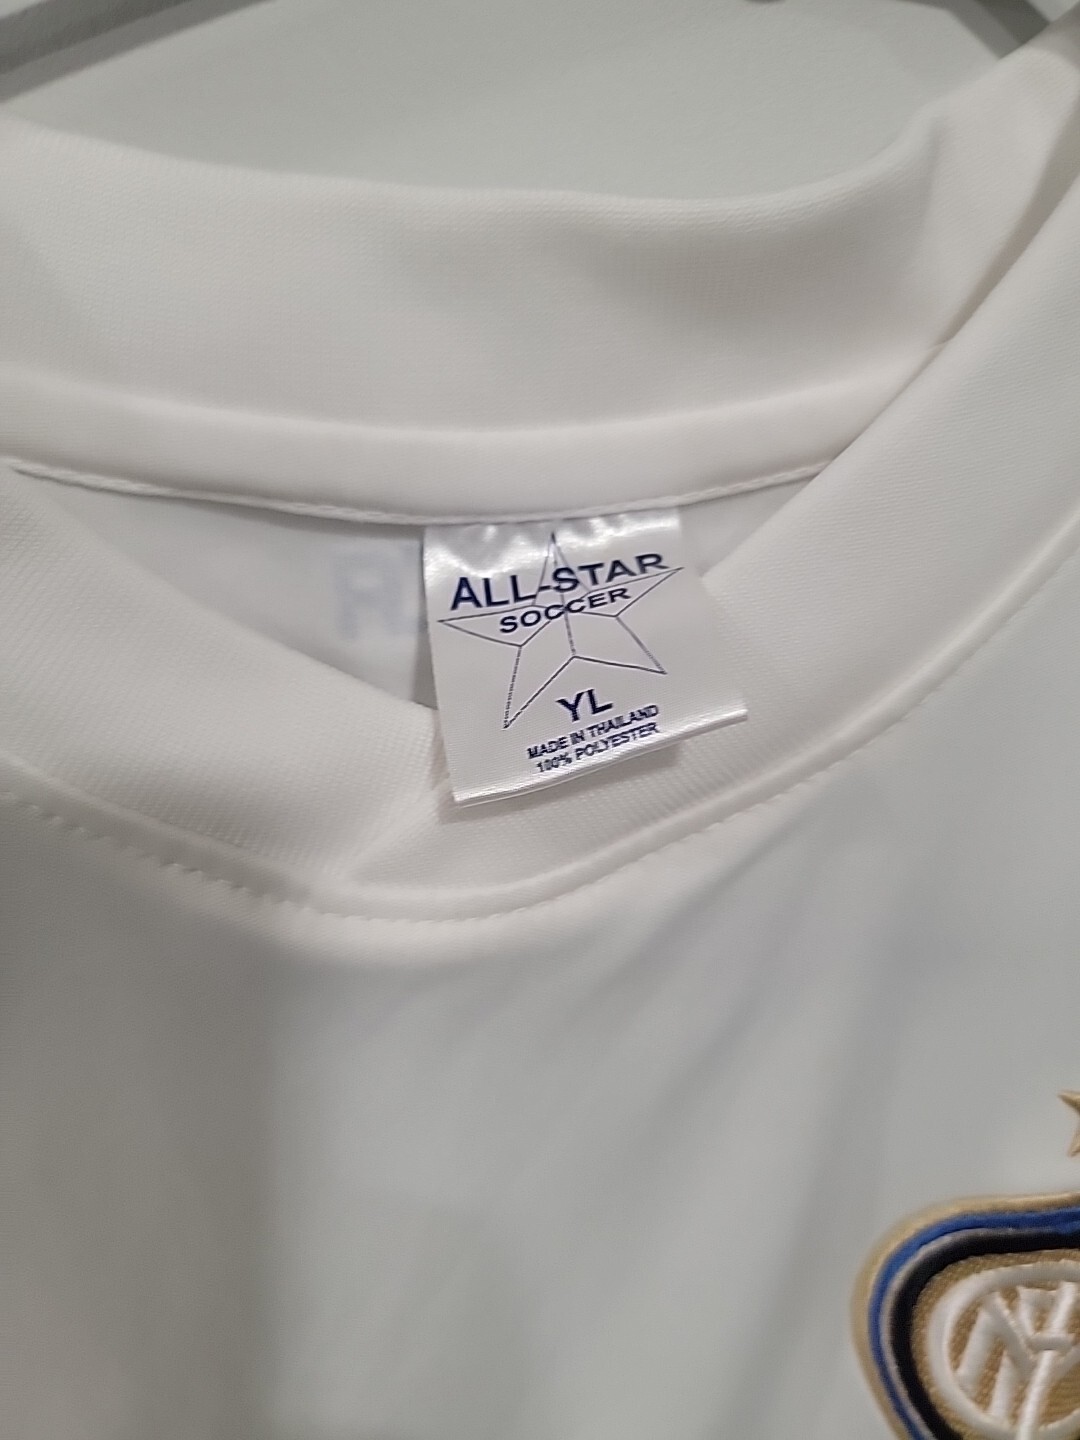 ALL-STAR
SOCCER
YL
MADE IN THAILAND
100% POLYESTER